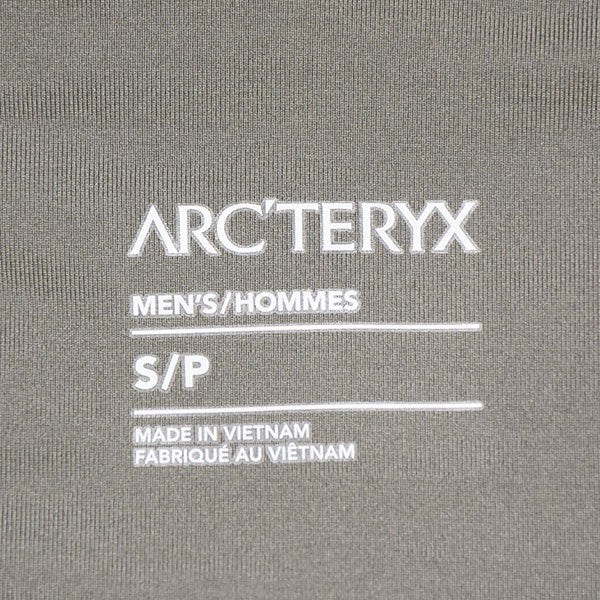 ARC'TERYX
MEN'S/HOMMES
S/P
MADE IN VIETNAM
FABRIQUÉ AU VIÊTNAM